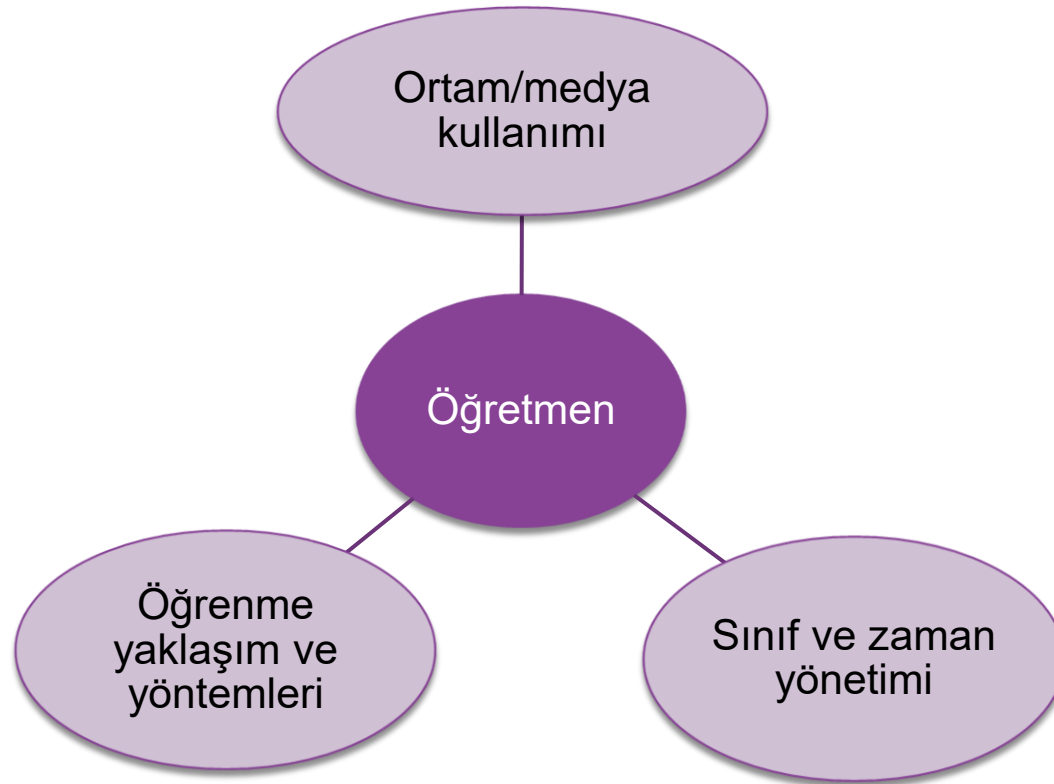 Ortam/medya
kullanımı
Öğretmen
Öğrenme
yaklaşım ve
yöntemleri
Sınıf ve zaman
yönetimi